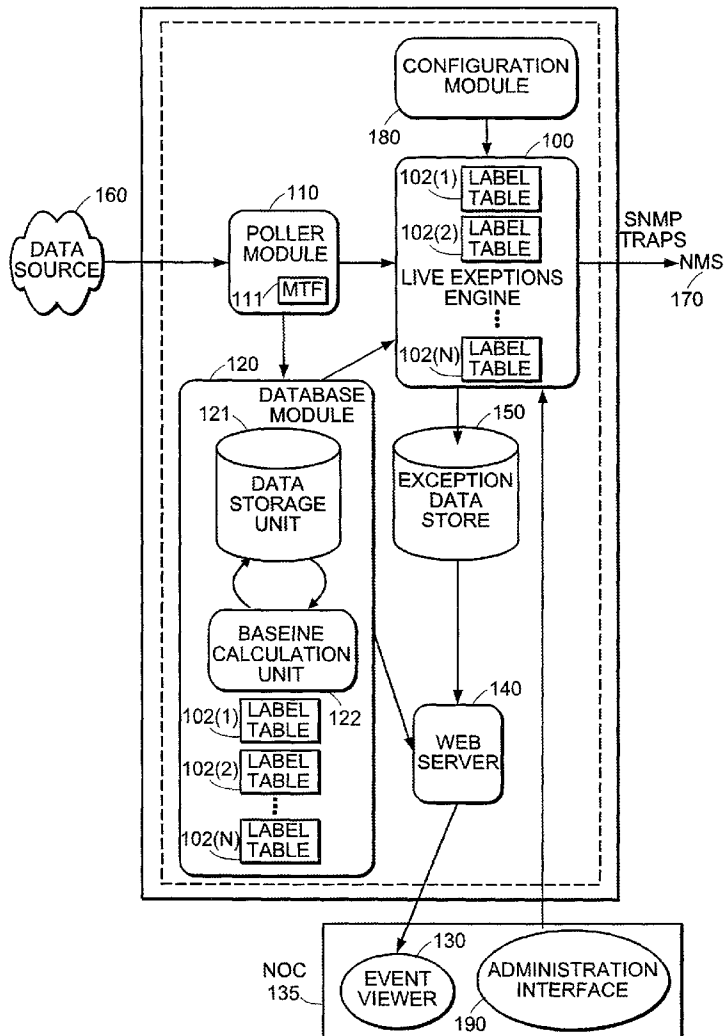 CONFIGURATION
MODULE
180
100
160
110
102(1)
LABEL
TABLE
DATA
SOURCE
POLLER
MODULE
111
MTF
102(2)
LABEL
TABLE
LIVE EXEPTIONS
ENGINE
102(N)
LABEL
TABLE
SNMP
TRAPS
NMS
170
120
DATABASE
MODULE
121
DATA
STORAGE
UNIT
150
EXCEPTION
DATA
STORE
BASEINE
CALCULATION
UNIT
122
102(1)
LABEL
TABLE
102(2)
LABEL
TABLE
102(N)
LABEL
TABLE
140
WEB
SERVER
NOC
135
130
EVENT
VIEWER
ADMINISTRATION
INTERFACE
190